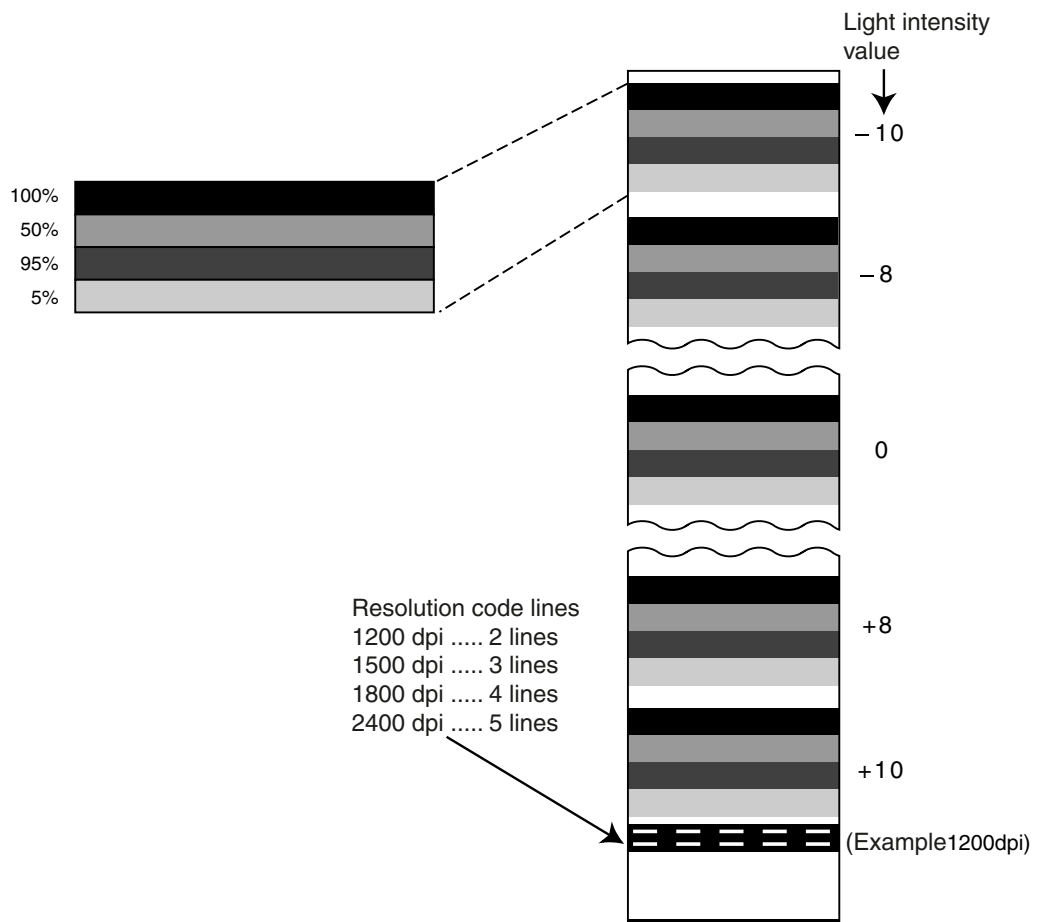 Light intensity
value
– 10
100%
50%
95%
5%
– 8
0
Resolution code lines
1200 dpi ..... 2 lines
1500 dpi ..... 3 lines
1800 dpi ..... 4 lines
2400 dpi ..... 5 lines
+8
+10
(Example1200dpi)